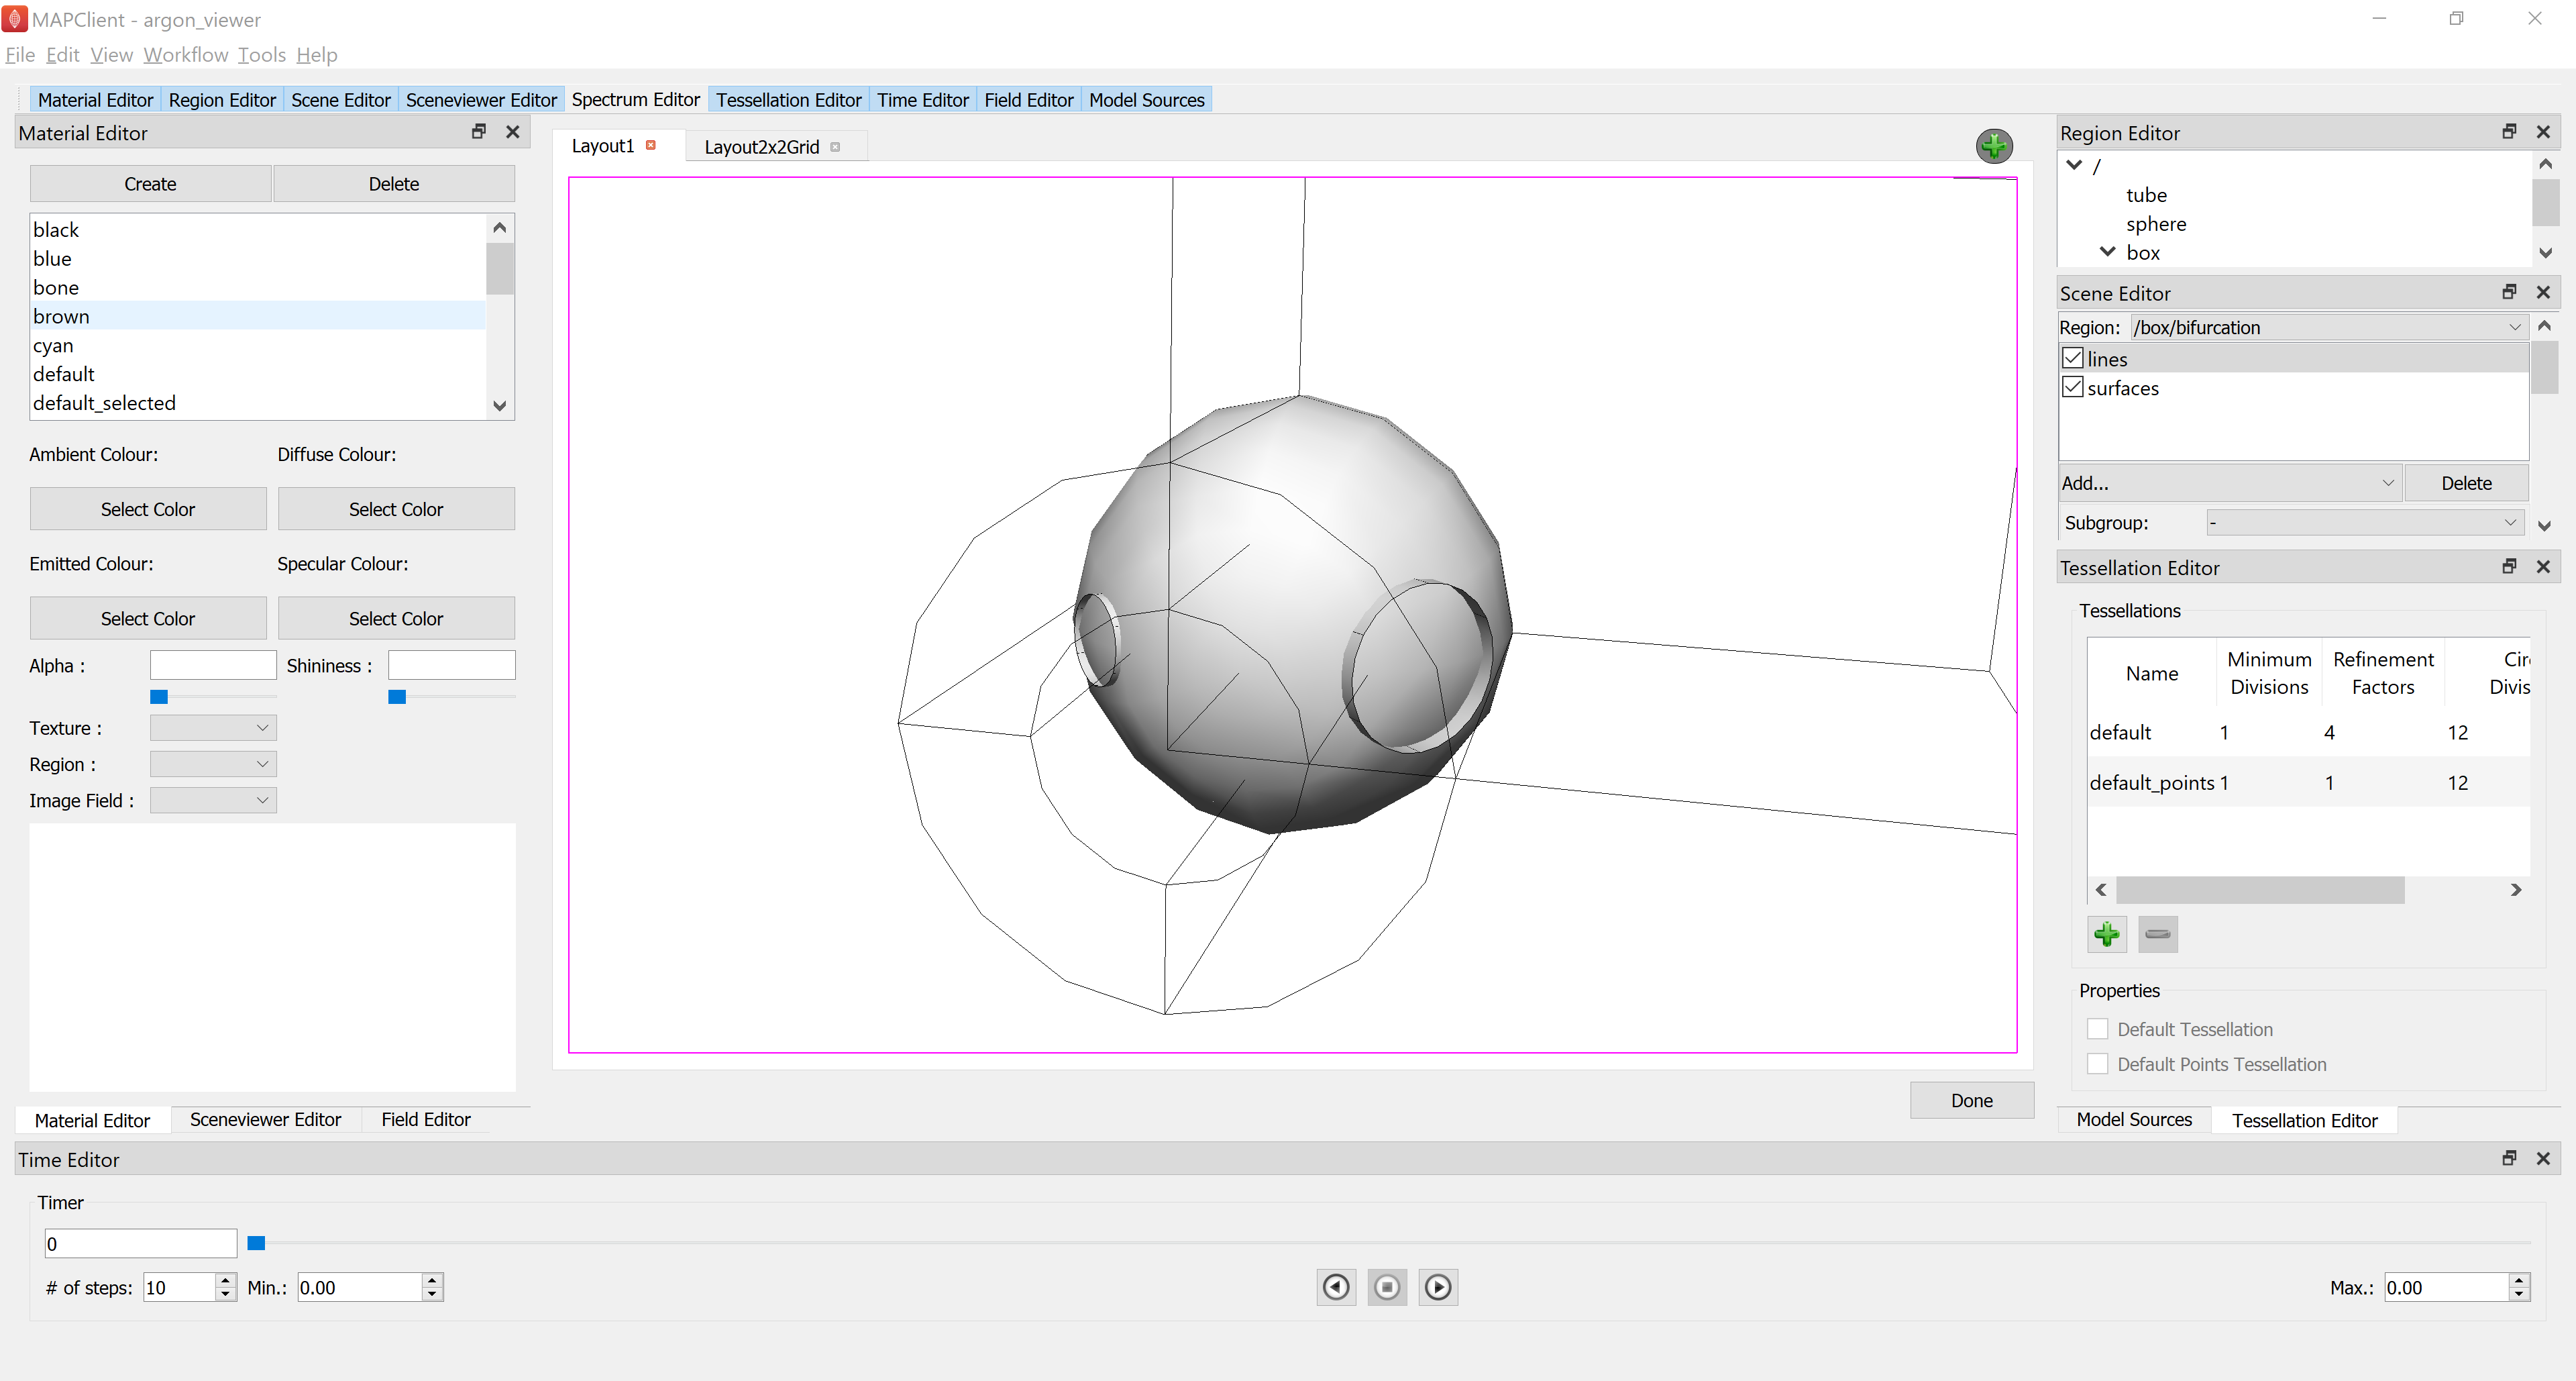 MAPClient - argon_viewer
File Edit View Workflow Tools Help
Material Editor Region Editor Scene Editor Sceneviewer Editor Spectrum Editor Tessellation Editor Time Editor Field Editor Model Sources
Material Editor
Create Delete
black
blue
bone
brown
cyan
default
default_selected
Ambient Colour: Diffuse Colour:
Select Color Select Color
Emitted Colour: Specular Colour:
Select Color Select Color
Alpha : Shininess :
Texture :
Region :
Image Field :
Material Editor Sceneviewer Editor Field Editor
Layout1 Layout2x2Grid
Done
Region Editor
/
tube
sphere
box
Scene Editor
Region: /box/bifurcation
lines
surfaces
Add... Delete
Subgroup: -
Tessellation Editor
Tessellations
Name Minimum Divisions Refinement Factors Cir Divis
default 1 4 12
default_points 1 1 12
Properties
Default Tessellation
Default Points Tessellation
Model Sources Tessellation Editor
Time Editor
Timer
0
# of steps: 10 Min.: 0.00 Max.: 0.00